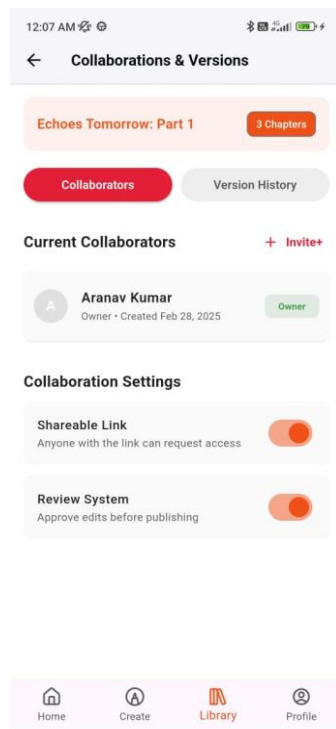 12:07 AM
4G
Collaborations & Versions
Echoes Tomorrow: Part 1
3 Chapters
Collaborators
Version History
Current Collaborators
+ Invite+
A
Aranav Kumar
Owner • Created Feb 28, 2025
Owner
Collaboration Settings
Shareable Link
Anyone with the link can request access
Review System
Approve edits before publishing
Home
Create
Library
Profile